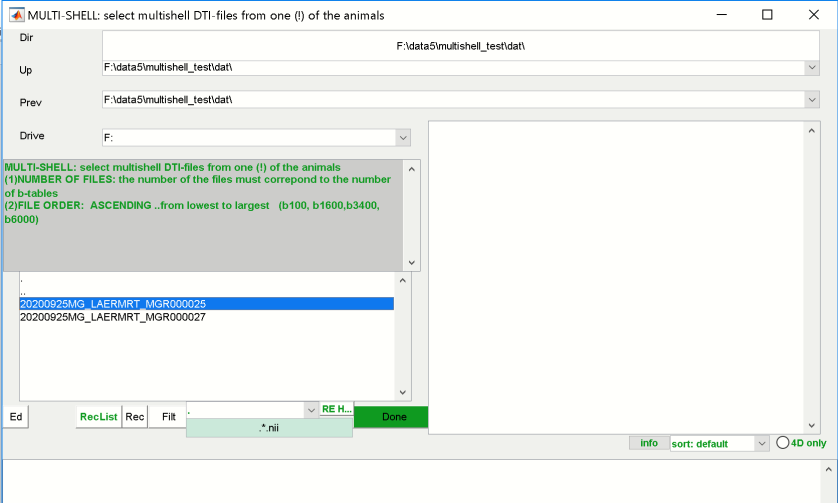 MULTI-SHELL: select multishell DTI-files from one (!) of the animals
Dir
F:\data5\multishell_test\dat\
Up
F:\data5\multishell_test\dat\
Prev
F:\data5\multishell_test\dat\
Drive
F:
MULTI-SHELL: select multishell DTI-files from one (!) of the animals
(1)NUMBER OF FILES: the number of the files must correpond to the number
of b-tables
(2)FILE ORDER: ASCENDING ..from lowest to largest (b100, b1600,b3400,
b6000)
.
..
20200925MG_LAERMRT_MGR000025
20200925MG_LAERMRT_MGR000027
Ed
RecList
Rec
Filt
.
RE H...
Done
.*.nii
info
sort: default
4D only